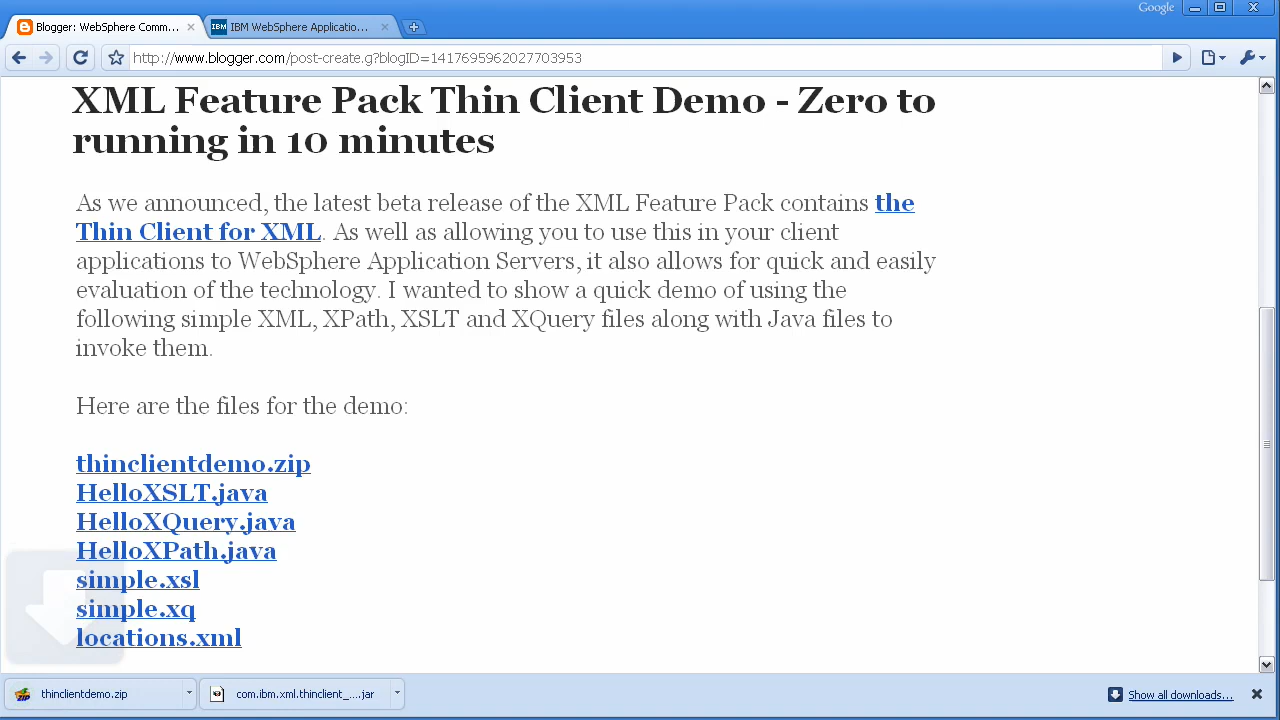 Google
Blogger: WebSphere Comm...
IBM WebSphere Applicatio...
http://www.blogger.com/post-create.g?blogID=1417695963027703953
XML Feature Pack Thin Client Demo - Zero to
running in 10 minutes
As we announced, the latest beta release of the XML Feature Pack contains the
Thin Client for XML. As well as allowing you to use this in your client
applications to WebSphere Application Servers, it also allows for quick and easily
evaluation of the technology. I wanted to show a quick demo of using the
following simple XML, XPath, XSLT and XQuery files along with Java files to
invoke them.
Here are the files for the demo:
thinclientdemo.zip
HelloXSLT.java
HelloXQuery.java
HelloXPath.java
simple.xsl
simple.xq
locations.xml
thinclientdemo.zip
com.ibm.xml.thinclient_....jar
Show all downloads...